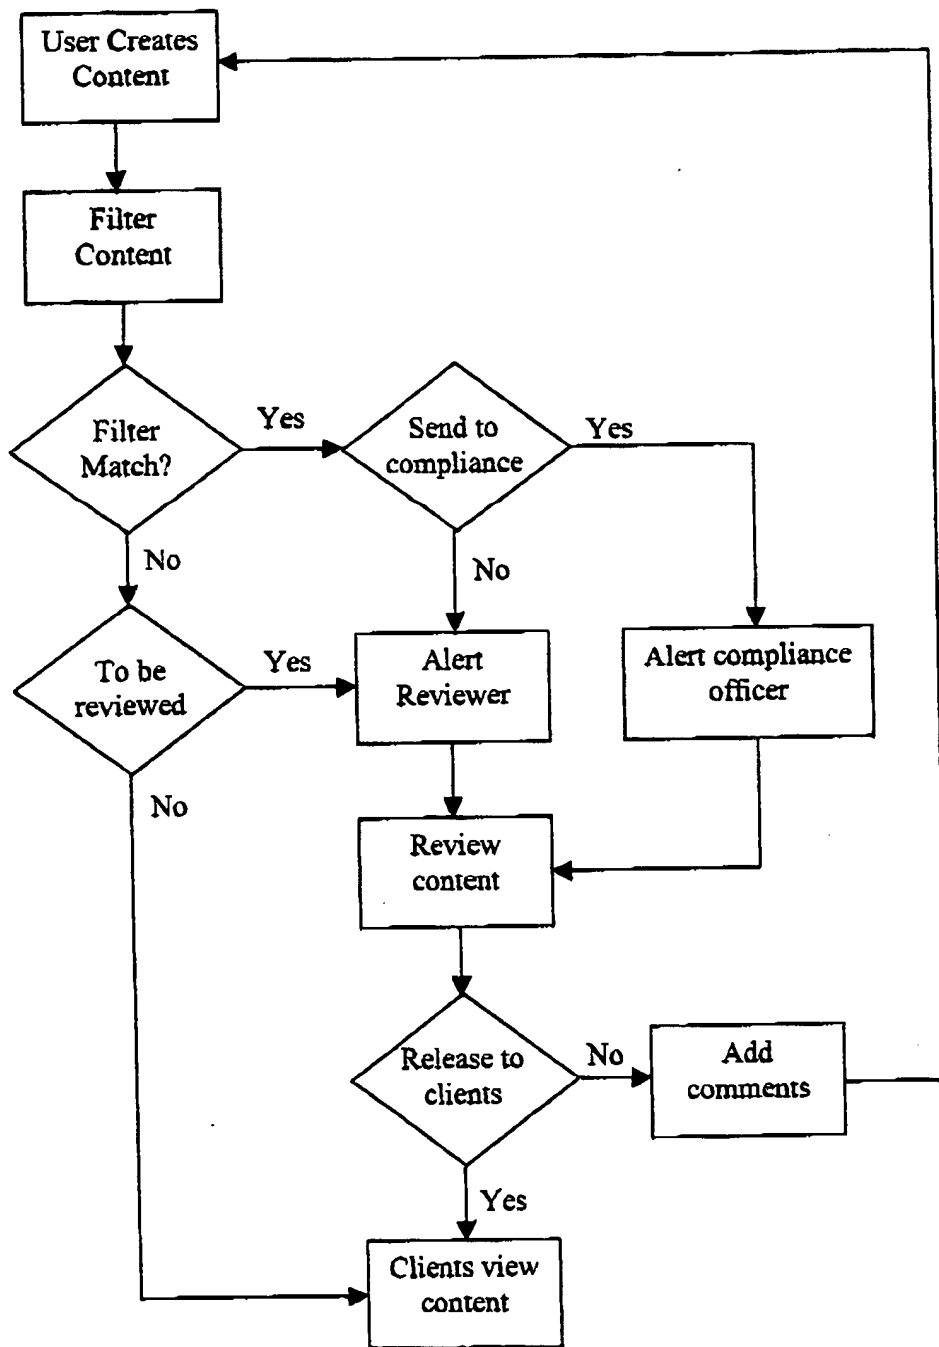 User Creates
Content
Filter
Content
Filter
Match?
Yes
Send to
compliance
Yes
No
No
To be
reviewed
Yes
Alert
Reviewer
Alert compliance
officer
No
Review
content
Release to
clients
No
Add
comments
Yes
Clients view
content